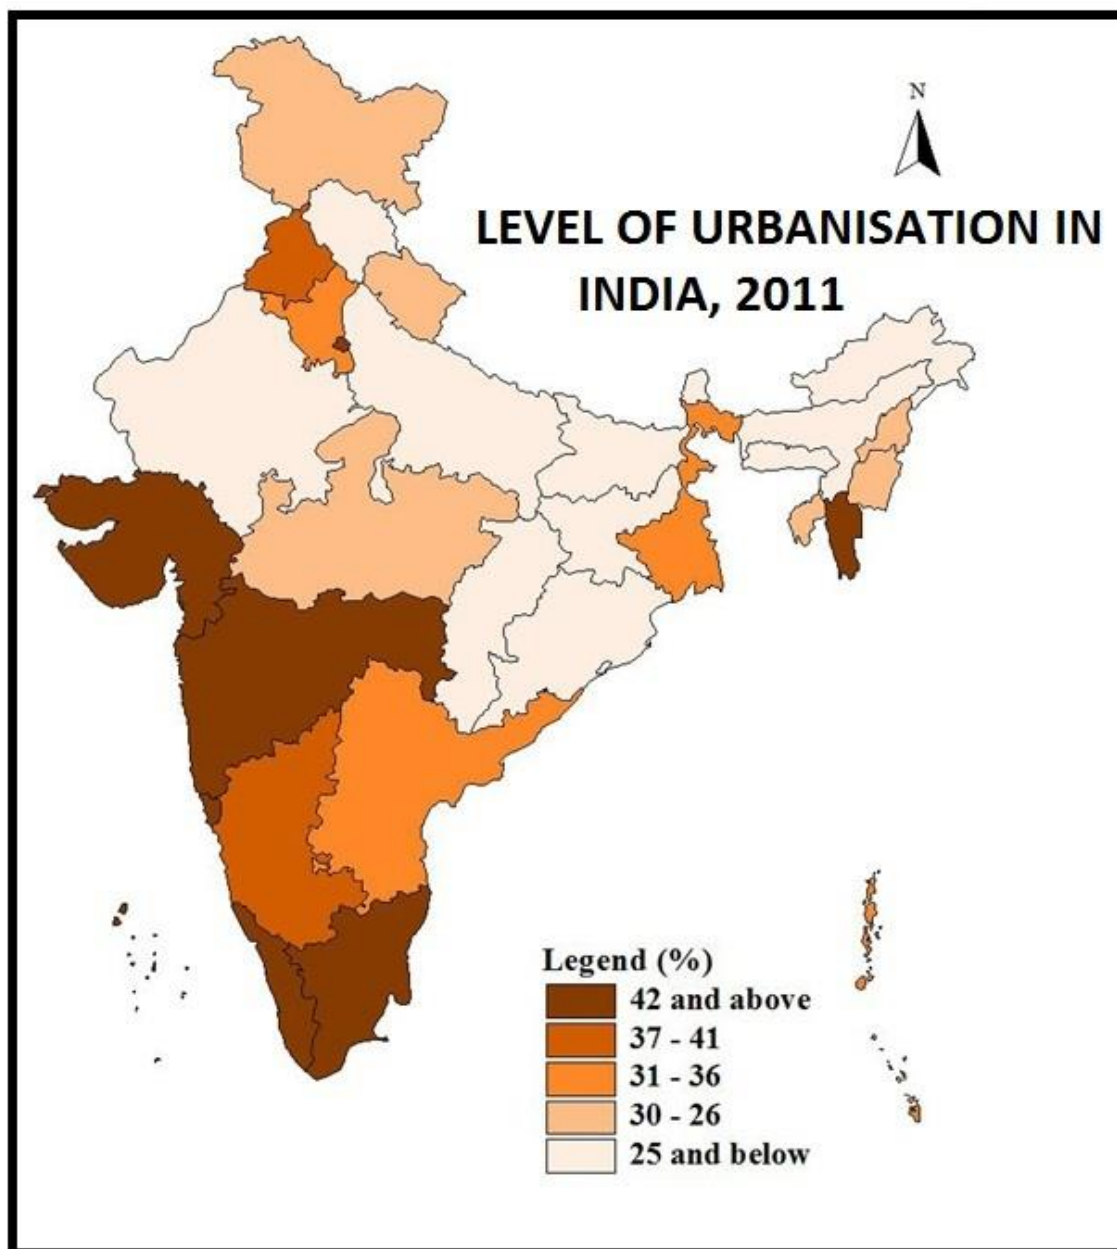 N
LEVEL OF URBANISATION IN
INDIA, 2011
Legend (%)
42 and above
37 - 41
31 - 36
30 - 26
25 and below